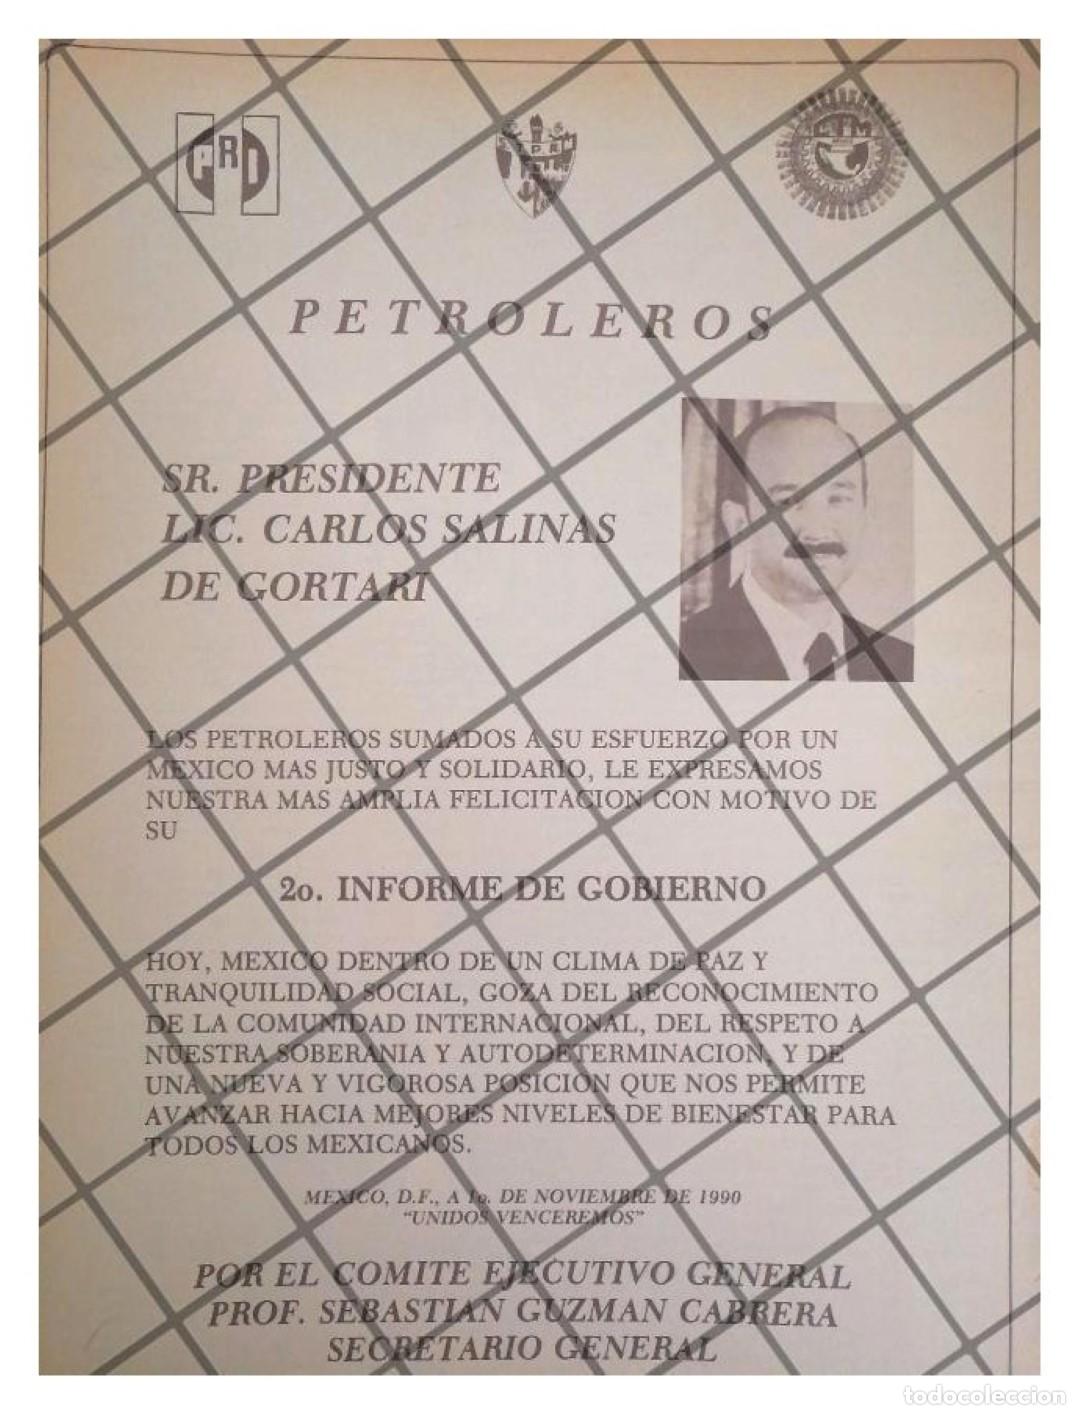 PRI
S.T.P.R.M.
CTM
PETROLEROS
SR. PRESIDENTE
LIC. CARLOS SALINAS
DE GORTARI
LOS PETROLEROS SUMADOS A SU ESFUERZO POR UN
MEXICO MAS JUSTO Y SOLIDARIO, LE EXPRESAMOS
NUESTRA MAS AMPLIA FELICITACION CON MOTIVO DE
SU
2o. INFORME DE GOBIERNO
HOY, MEXICO DENTRO DE UN CLIMA DE PAZ Y
TRANQUILIDAD SOCIAL, GOZA DEL RECONOCIMIENTO
DE LA COMUNIDAD INTERNACIONAL, DEL RESPETO A
NUESTRA SOBERANIA Y AUTODETERMINACION, Y DE
UNA NUEVA Y VIGOROSA POSICION QUE NOS PERMITE
AVANZAR HACIA MEJORES NIVELES DE BIENESTAR PARA
TODOS LOS MEXICANOS.
MEXICO, D.F., A 1o. DE NOVIEMBRE DE 1990
"UNIDOS VENCEREMOS"
POR EL COMITE EJECUTIVO GENERAL
PROF. SEBASTIAN GUZMAN CABRERA
SECRETARIO GENERAL
todocoleccion